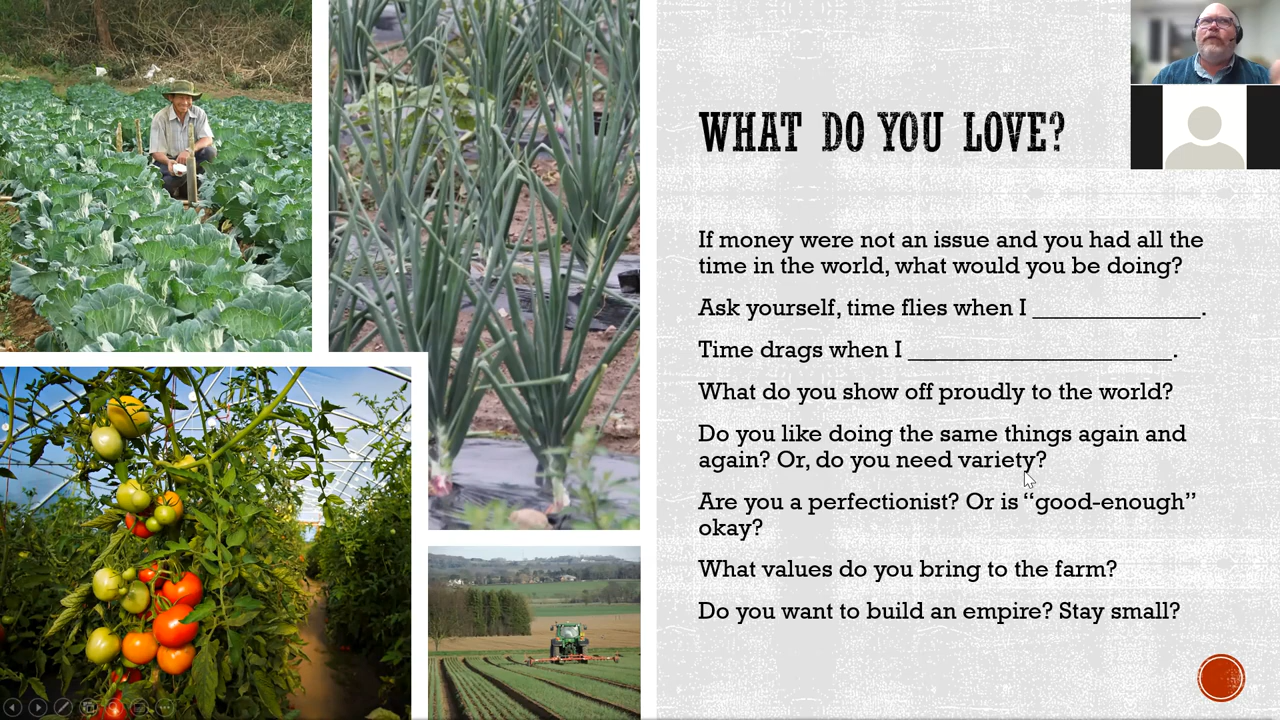 WHAT DO YOU LOVE?
If money were not an issue and you had all the
time in the world, what would you be doing?
Ask yourself, time flies when I ______________.
Time drags when I ______________________.
What do you show off proudly to the world?
Do you like doing the same things again and
again? Or, do you need variety?
Are you a perfectionist? Or is “good-enough”
okay?
What values do you bring to the farm?
Do you want to build an empire? Stay small?